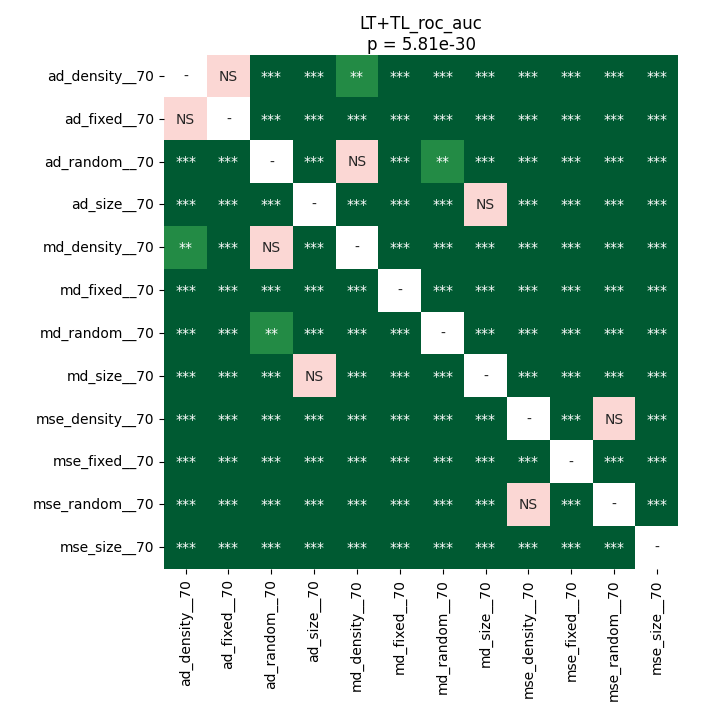 LT+TL_roc_auc
p = 5.81e-30
ad_density__70 - NS *** *** ** *** *** *** *** *** *** ***
ad_fixed__70 NS - *** *** *** *** *** *** *** *** *** ***
ad_random__70 *** *** - *** NS *** ** *** *** *** *** ***
ad_size__70 *** *** *** - *** *** *** NS *** *** *** ***
md_density__70 ** *** NS *** - *** *** *** *** *** *** ***
md_fixed__70 *** *** *** *** *** - *** *** *** *** *** ***
md_random__70 *** *** ** *** *** *** - *** *** *** *** ***
md_size__70 *** *** *** NS *** *** *** - *** *** *** ***
mse_density__70 *** *** *** *** *** *** *** *** - *** NS ***
mse_fixed__70 *** *** *** *** *** *** *** *** *** - *** ***
mse_random__70 *** *** *** *** *** *** *** *** NS *** - ***
mse_size__70 *** *** *** *** *** *** *** *** *** *** *** -
ad_density__70
ad_fixed__70
ad_random__70
ad_size__70
md_density__70
md_fixed__70
md_random__70
md_size__70
mse_density__70
mse_fixed__70
mse_random__70
mse_size__70